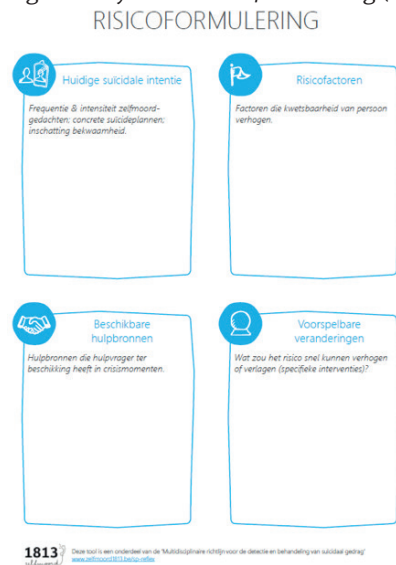 RISICOFORMULERING
Huidige suïcidale intentie
Frequentie & intensiteit zelfmoord-
gedachten; concrete suïcideplannen;
inschatting bekwaamheid.
Risicofactoren
Factoren die kwetsbaarheid van persoon
verhogen.
Beschikbare
hulpbronnen
Hulpbronnen die hulpvrager ter
beschikking heeft in crisismomenten.
Voorspelbare
veranderingen
Wat zou het risico snel kunnen verhogen
of verlagen (specifieke interventies)?
1813
Deze tool is een onderdeel van de 'Multidisciplinaire richtlijn voor de detectie en behandeling van suïcidaal gedrag'
www.zelfmoord1813.be/sp-reflex